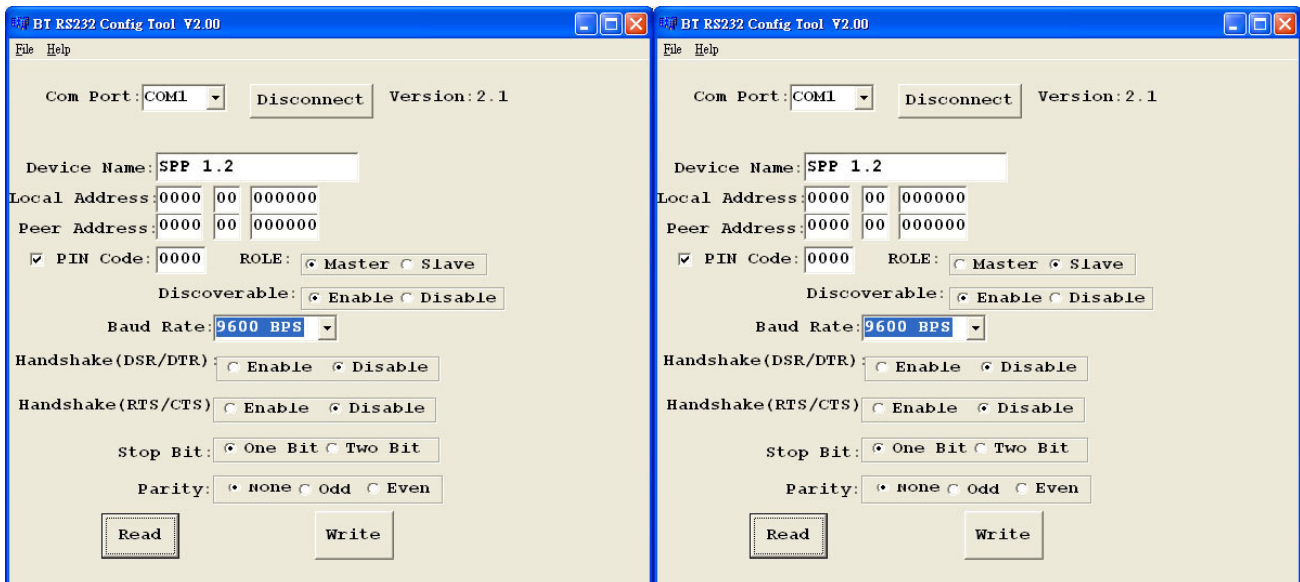 BT RS232 Config Tool V2.00
File Help
Com Port: COM1 Disconnect Version:2.1
Device Name: SPP 1.2
Local Address: 0000 00 000000
Peer Address: 0000 00 000000
PIN Code: 0000 ROLE: Master Slave
Discoverable: Enable Disable
Baud Rate: 9600 BPS
Handshake(DSR/DTR): Enable Disable
Handshake(RTS/CTS) Enable Disable
Stop Bit: One Bit Two Bit
Parity: None Odd Even
Read Write
BT RS232 Config Tool V2.00
File Help
Com Port: COM1 Disconnect Version:2.1
Device Name: SPP 1.2
Local Address: 0000 00 000000
Peer Address: 0000 00 000000
PIN Code: 0000 ROLE: Master Slave
Discoverable: Enable Disable
Baud Rate: 9600 BPS
Handshake(DSR/DTR): Enable Disable
Handshake(RTS/CTS) Enable Disable
Stop Bit: One Bit Two Bit
Parity: None Odd Even
Read Write